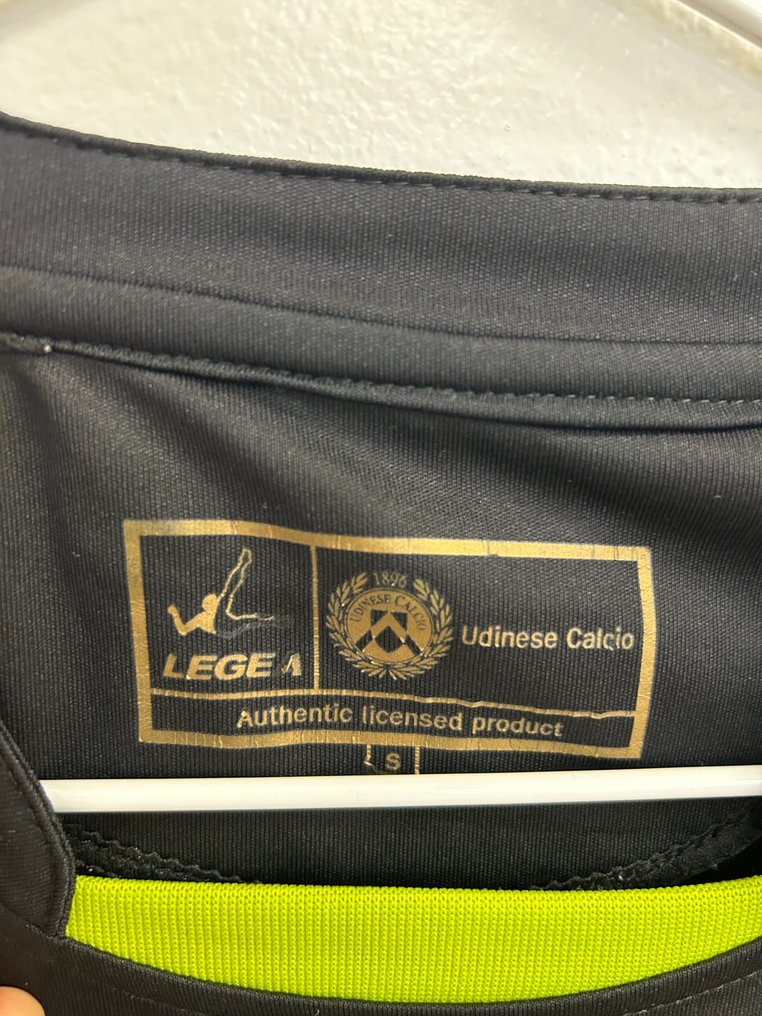 1896
UDINESE CALCIO
LEGEA
Udinese Calcio
Authentic licensed product
S